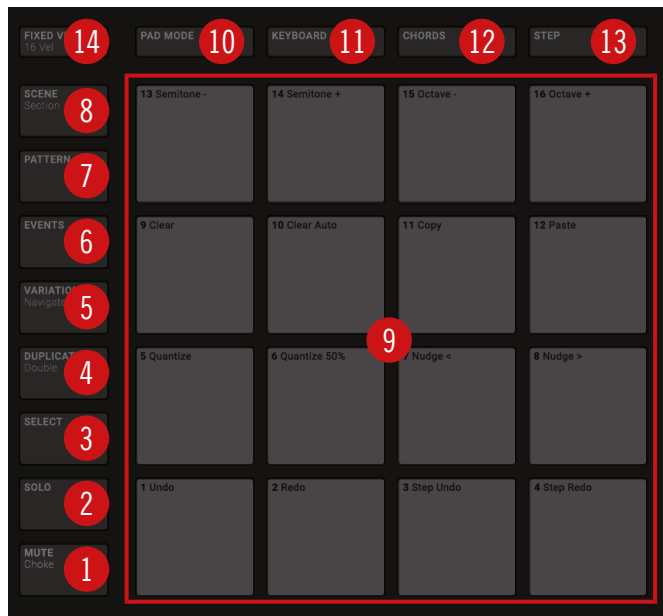 FIXED
16 Vel
14
PAD MODE
10
KEYBOARD
11
CHORDS
12
STEP
13
SCENE
Section
8
13 Semitone -
14 Semitone +
15 Octave -
16 Octave +
PATTERN
7
EVENTS
6
9 Clear
10 Clear Auto
11 Copy
12 Paste
VARIATION
Navigate
5
9
DUPLICATE
Double
4
5 Quantize
6 Quantize 50%
7 Nudge <
8 Nudge >
SELECT
3
SOLO
2
1 Undo
2 Redo
3 Step Undo
4 Step Redo
MUTE
Choke
1